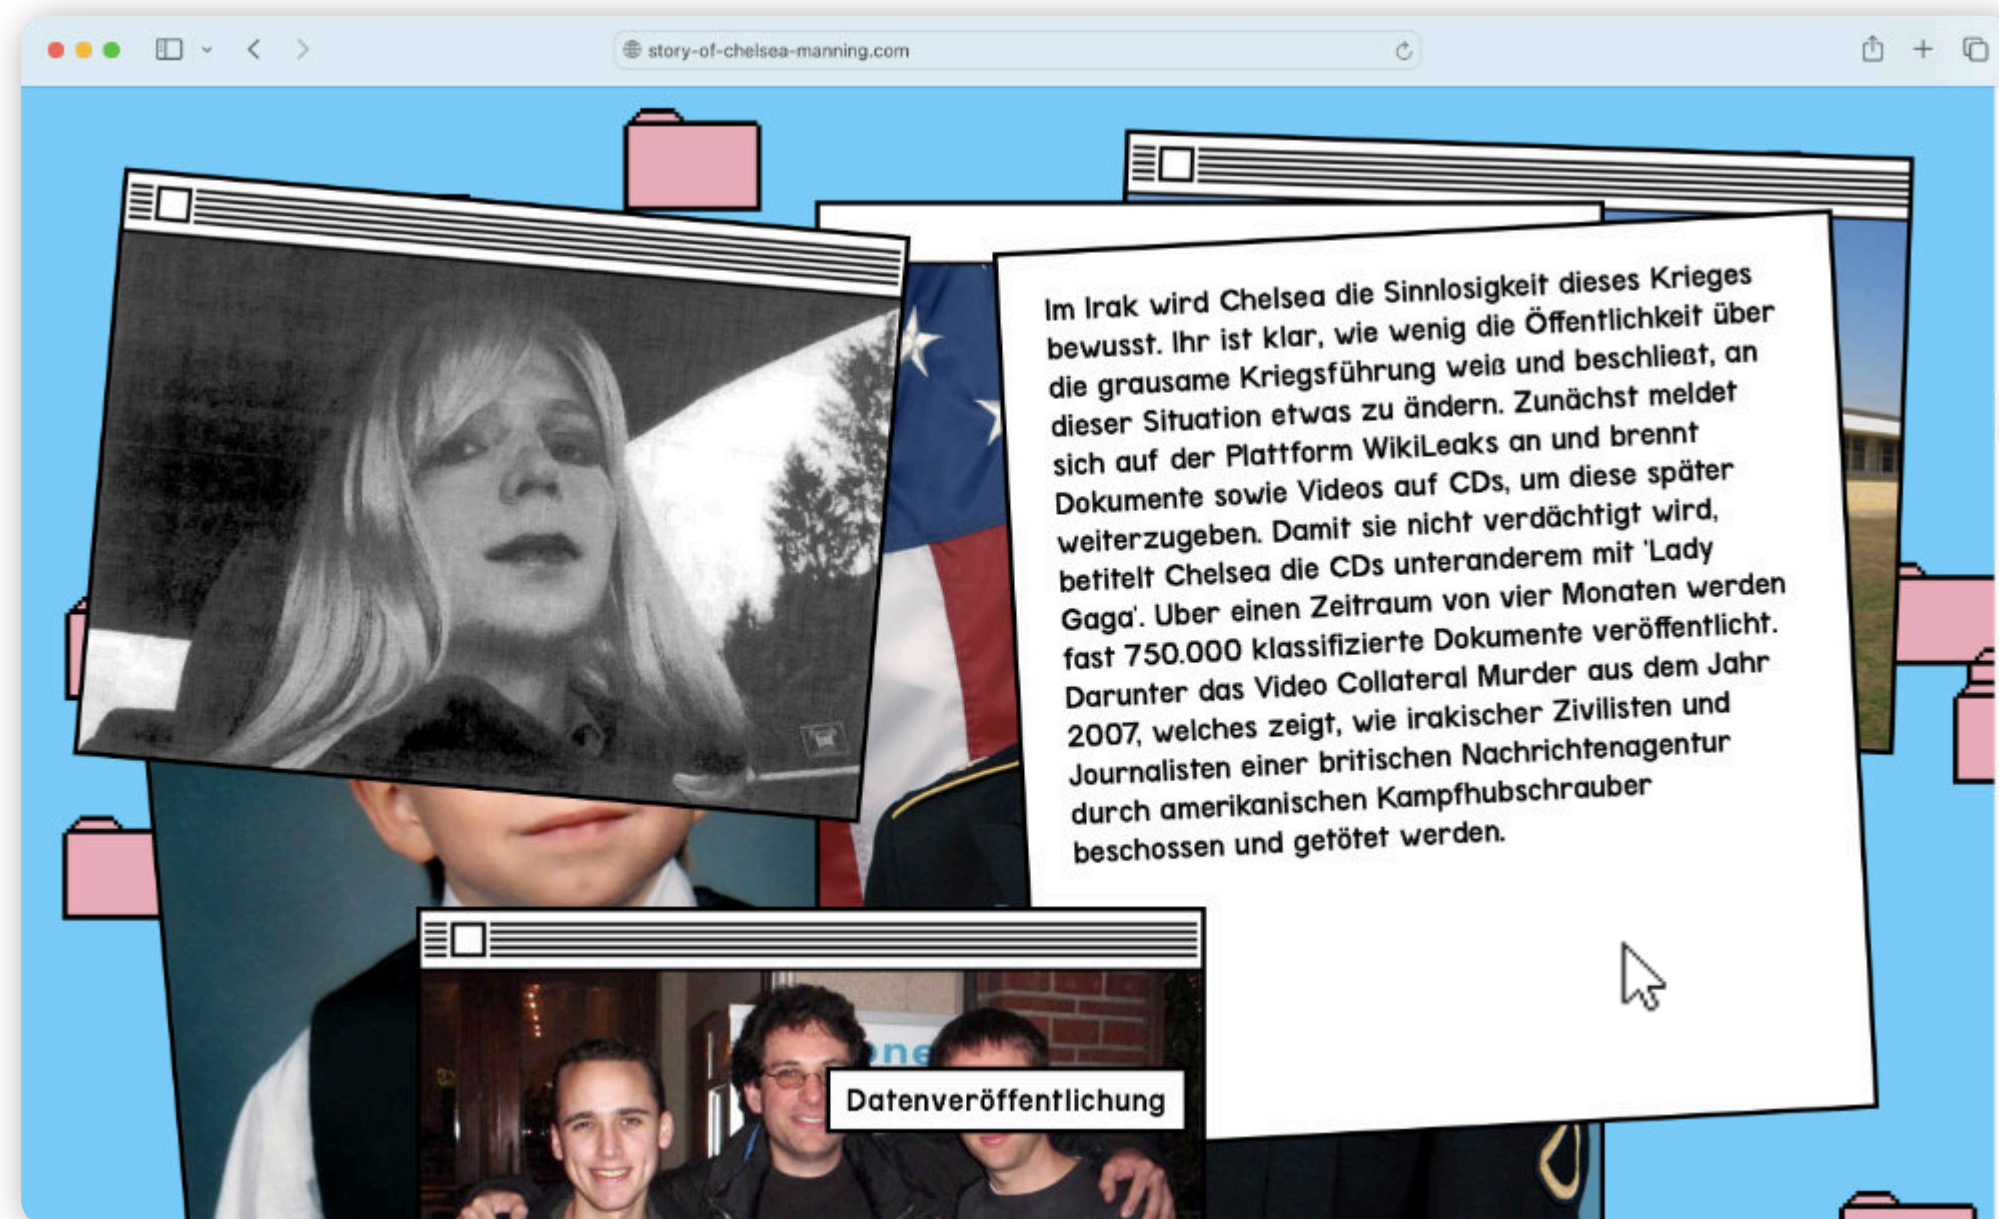 story-of-chelsea-manning.com
Im Irak wird Chelsea die Sinnlosigkeit dieses Krieges
bewusst. Ihr ist klar, wie wenig die Öffentlichkeit über
die grausame Kriegsführung weiß und beschließt, an
dieser Situation etwas zu ändern. Zunächst meldet
sich auf der Plattform WikiLeaks an und brennt
Dokumente sowie Videos auf CDs, um diese später
weiterzugeben. Damit sie nicht verdächtigt wird,
betitelt Chelsea die CDs unteranderem mit 'Lady
Gaga'. Uber einen Zeitraum von vier Monaten werden
fast 750.000 klassifizierte Dokumente veröffentlicht.
Darunter das Video Collateral Murder aus dem Jahr
2007, welches zeigt, wie irakischer Zivilisten und
Journalisten einer britischen Nachrichtenagentur
durch amerikanischen Kampfhubschrauber
beschossen und getötet werden.
one
Datenveröffentlichung